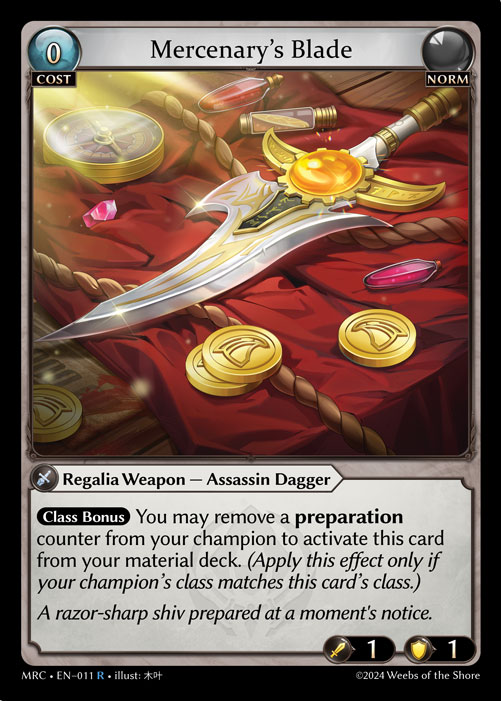 0
COST
Mercenary's Blade
NORM
Regalia Weapon — Assassin Dagger
Class Bonus You may remove a preparation
counter from your champion to activate this card
from your material deck. (Apply this effect only if
your champion's class matches this card's class.)
A razor-sharp shiv prepared at a moment's notice.
1 1
MRC • EN–011 R • illust: 木叶 ©2024 Weebs of the Shore